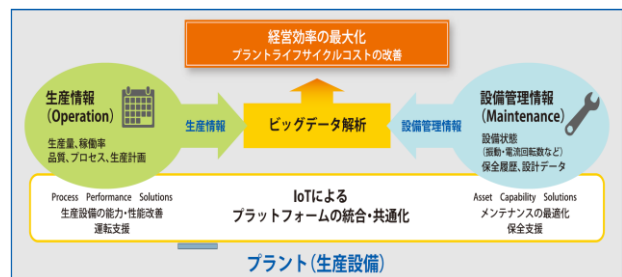 経営効率の最大化
プラントライフサイクルコストの改善
生産情報
(Operation)
生産量、稼働率
品質、プロセス、生産計画
生産情報
ビッグデータ解析
設備管理情報
設備管理情報
(Maintenance)
設備状態
(振動・電流回転数など)
保全履歴、設計データ
Process Performance Solutions
生産設備の能力・性能改善
運転支援
IoTによる
プラットフォームの統合・共通化
Asset Capability Solutions
メンテナンスの最適化
保全支援
プラント(生産設備)